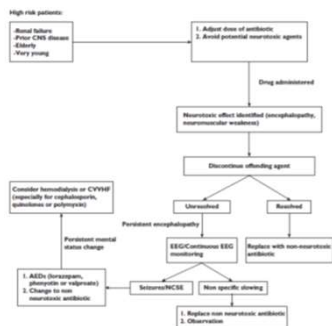 High risk patients:
-Renal failure
-Prior CNS disease
-Elderly
-Very young
1. Adjust dose of antibiotic
2. Avoid potential neurotoxic agents
Drug administered
Neurotoxic effect identified (encephalopathy,
neuromuscular weakness)
Discontinue offending agent
Unresolved
Resolved
Persistent encephalopathy
EEG/Continuous EEG
monitoring
Replace with non-neurotoxic
antibiotic
Seizures/NCSE
Non specific slowing
1. Replace non neurotoxic antibiotic
2. Observation
1. AEDs (lorazepam,
phenyotin or valproate)
2. Change to non
neurotoxic antibiotic
Persistent mental
status change
Consider hemodialysis or CVVHF
(especially for cephalosporin,
quinolones or polymyxin)